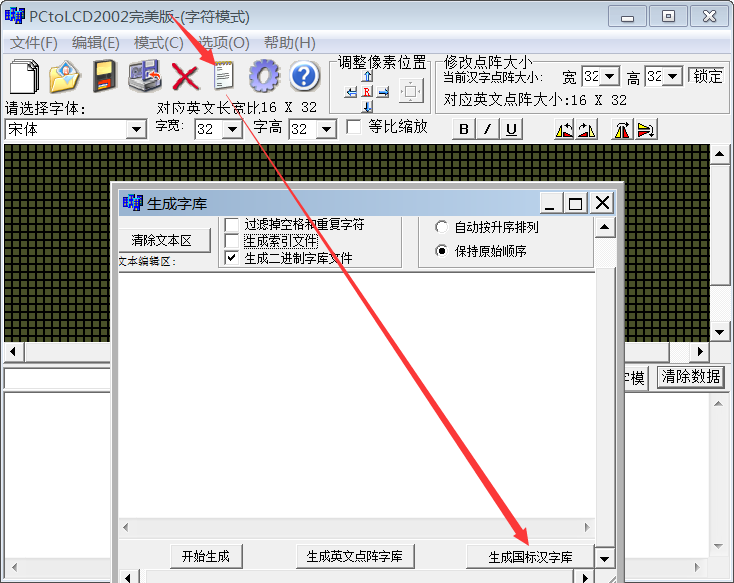 PCtoLCD2002完美版-(字符模式)
文件(F) 编辑(E) 模式(C) 选项(O) 帮助(H)
调整像素位置
修改点阵大小
当前汉字点阵大小: 宽 32 高 32 锁定
对应英文点阵大小:16 X 32
请选择字体: 对应英文长宽比16 X 32
宋体 字宽: 32 字高 32 等比缩放 B I U
R
生成字库
清除文本区
文本编辑区:
过滤掉空格和重复字符
生成索引文件
生成二进制字库文件
自动按升序排列
保持原始顺序
字模 清除数据
开始生成 生成英文点阵字库 生成国标汉字库